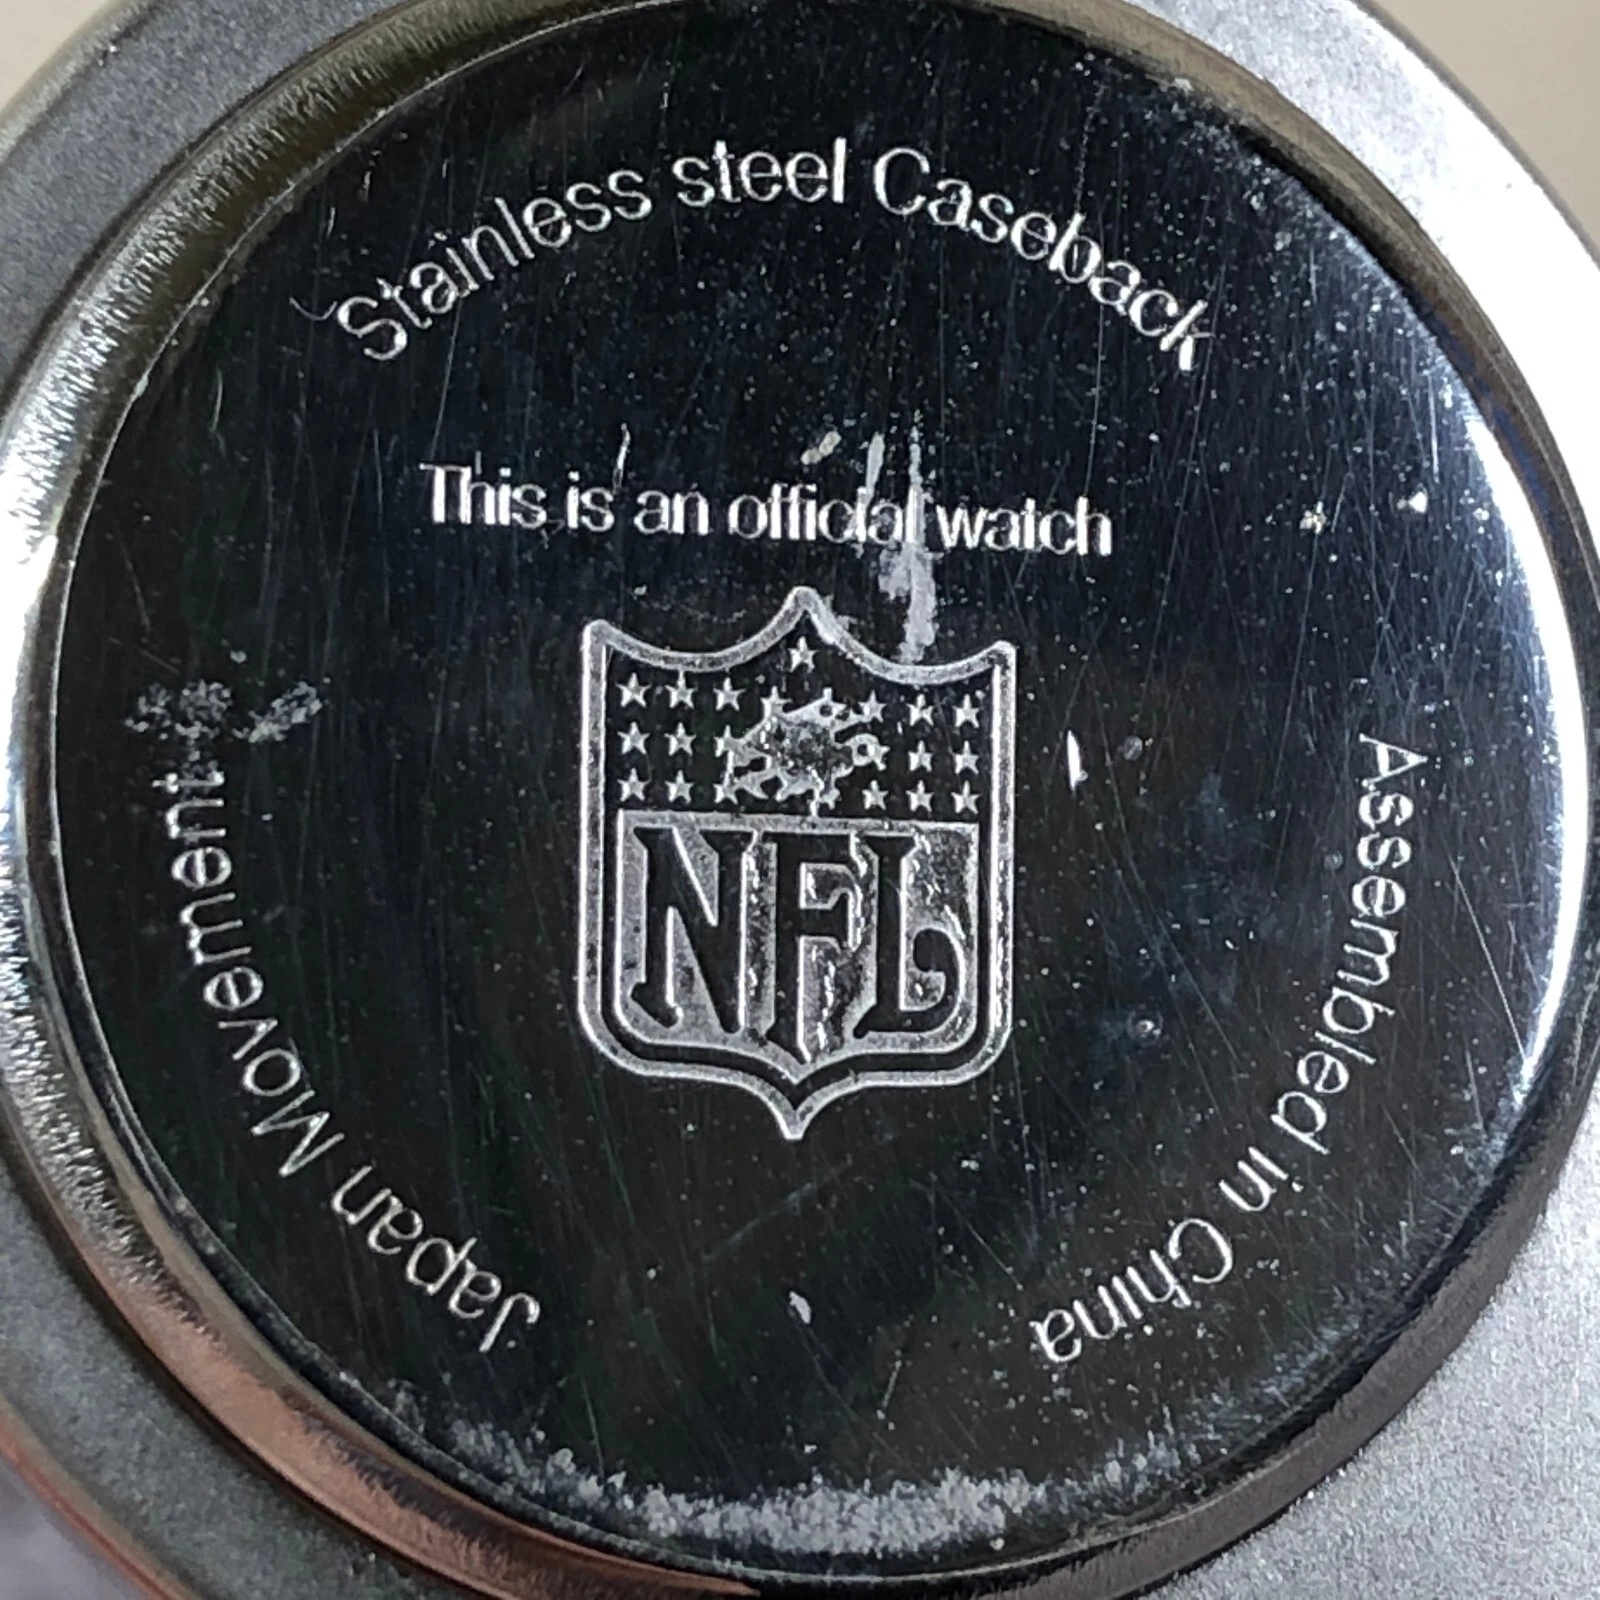 Stainless steel Caseback
This is an official watch
NFL
Assembled in China
Japan Movement